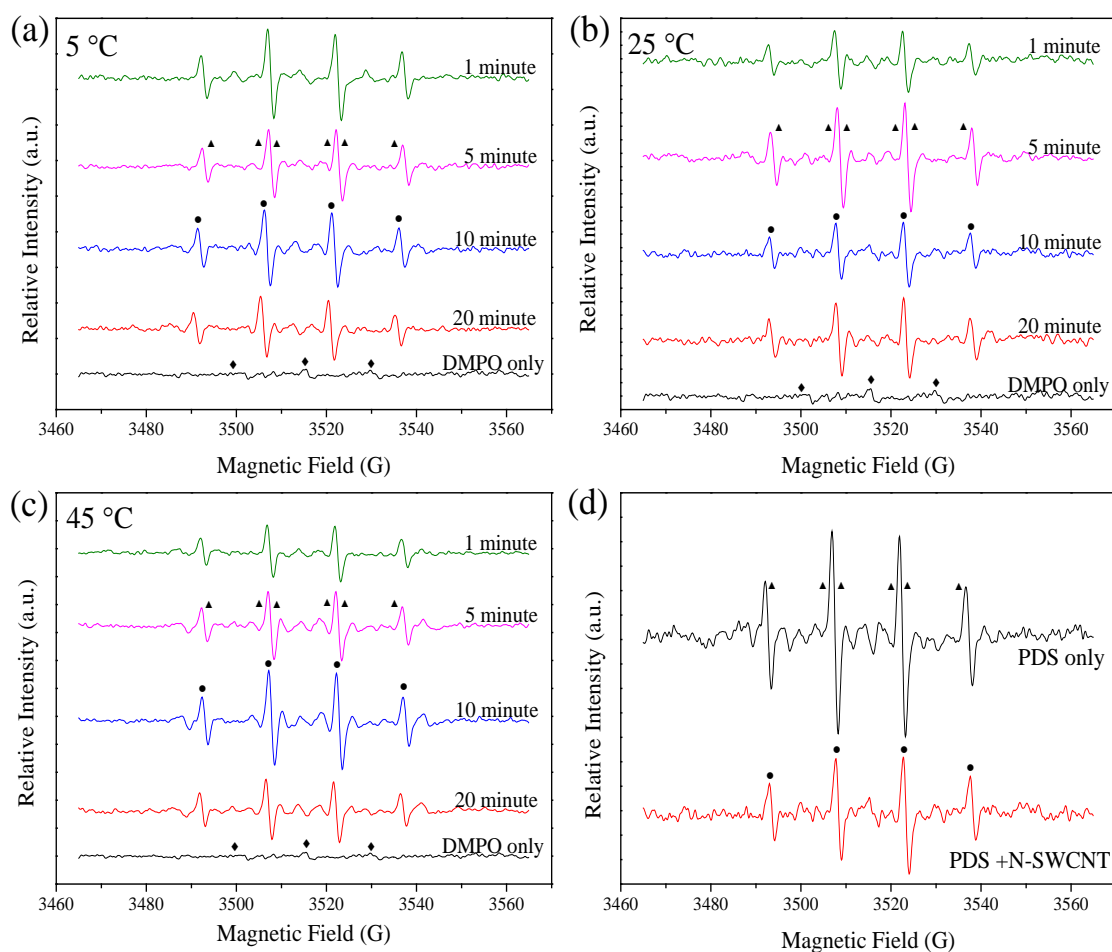 (a)
5 °C
1 minute
5 minute
10 minute
20 minute
DMPO only
Relative Intensity (a.u.)
3460 3480 3500 3520 3540 3560
Magnetic Field (G)
(b)
25 °C
1 minute
5 minute
10 minute
20 minute
DMPO only
Relative Intensity (a.u.)
3460 3480 3500 3520 3540 3560
Magnetic Field (G)
(c)
45 °C
1 minute
5 minute
10 minute
20 minute
DMPO only
Relative Intensity (a.u.)
3460 3480 3500 3520 3540 3560
Magnetic Field (G)
(d)
PDS only
PDS +N-SWCNT
Relative Intensity (a.u.)
3460 3480 3500 3520 3540 3560
Magnetic Field (G)